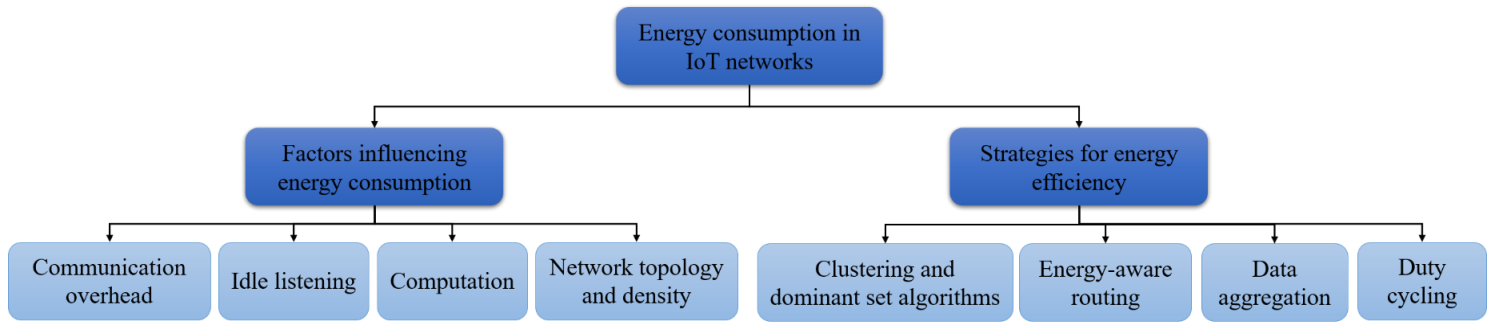 Energy consumption in
IoT networks
Factors influencing
energy consumption
Strategies for energy
efficiency
Communication
overhead
Idle listening
Computation
Network topology
and density
Clustering and
dominant set algorithms
Energy-aware
routing
Data
aggregation
Duty
cycling